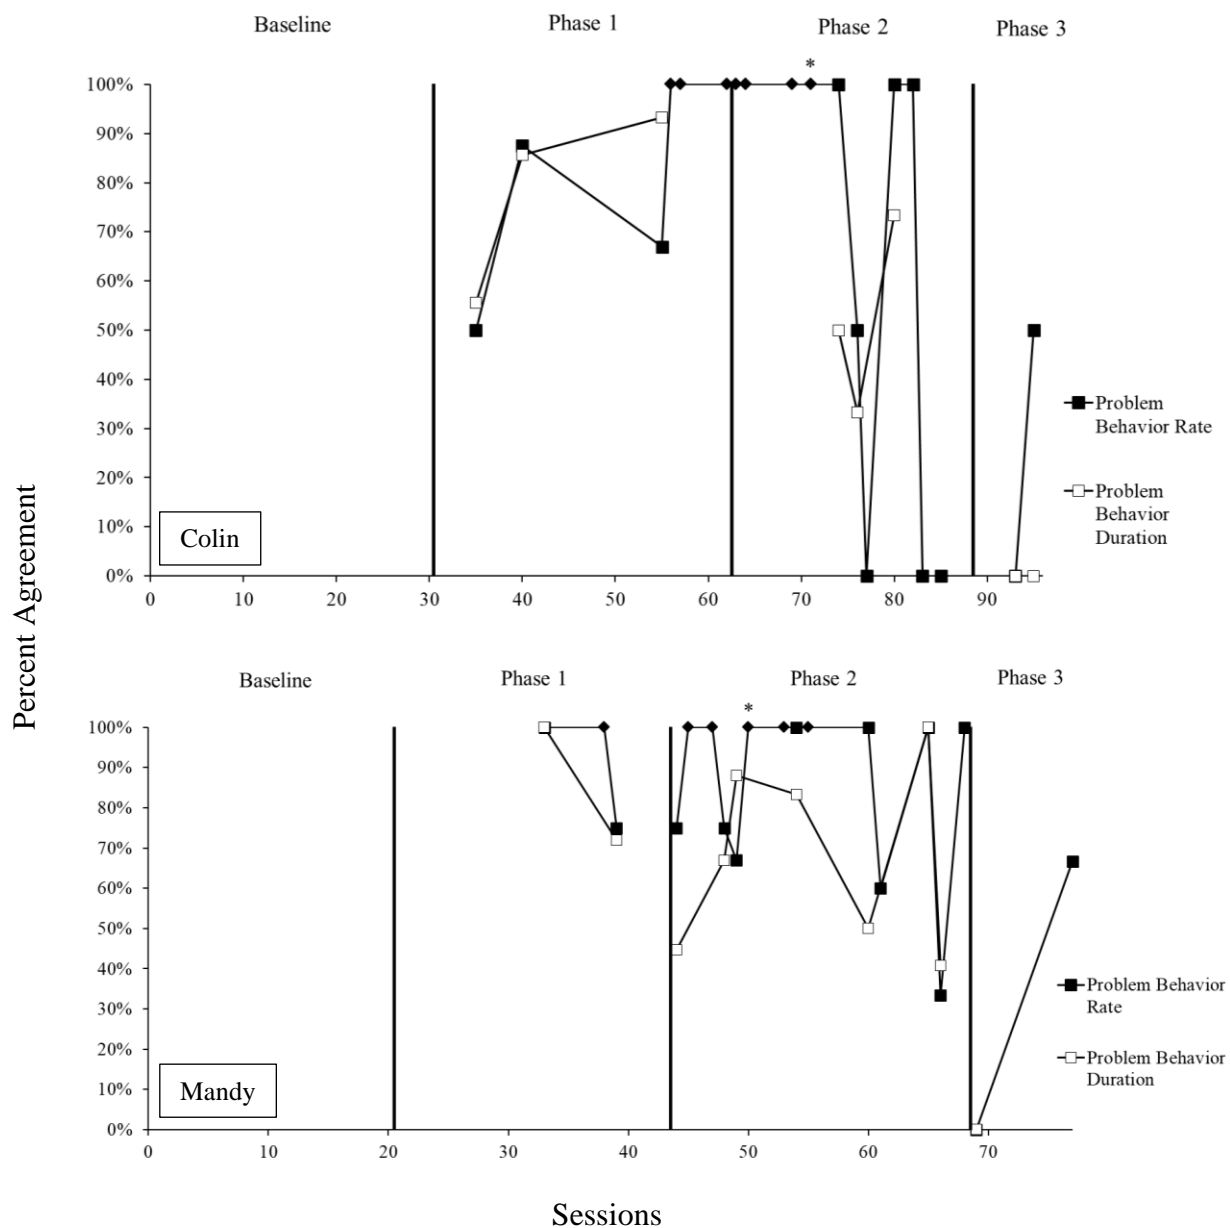 Baseline Phase 1 Phase 2 Phase 3
*
100%
90%
80%
70%
60%
50%
40%
30%
20%
10%
0%
0 10 20 30 40 50 60 70 80 90
Colin
Problem
Behavior Rate
Problem
Behavior
Duration
Percent Agreement
Baseline Phase 1 Phase 2 Phase 3
*
100%
90%
80%
70%
60%
50%
40%
30%
20%
10%
0%
0 10 20 30 40 50 60 70
Mandy
Problem Behavior
Rate
Problem Behavior
Duration
Sessions